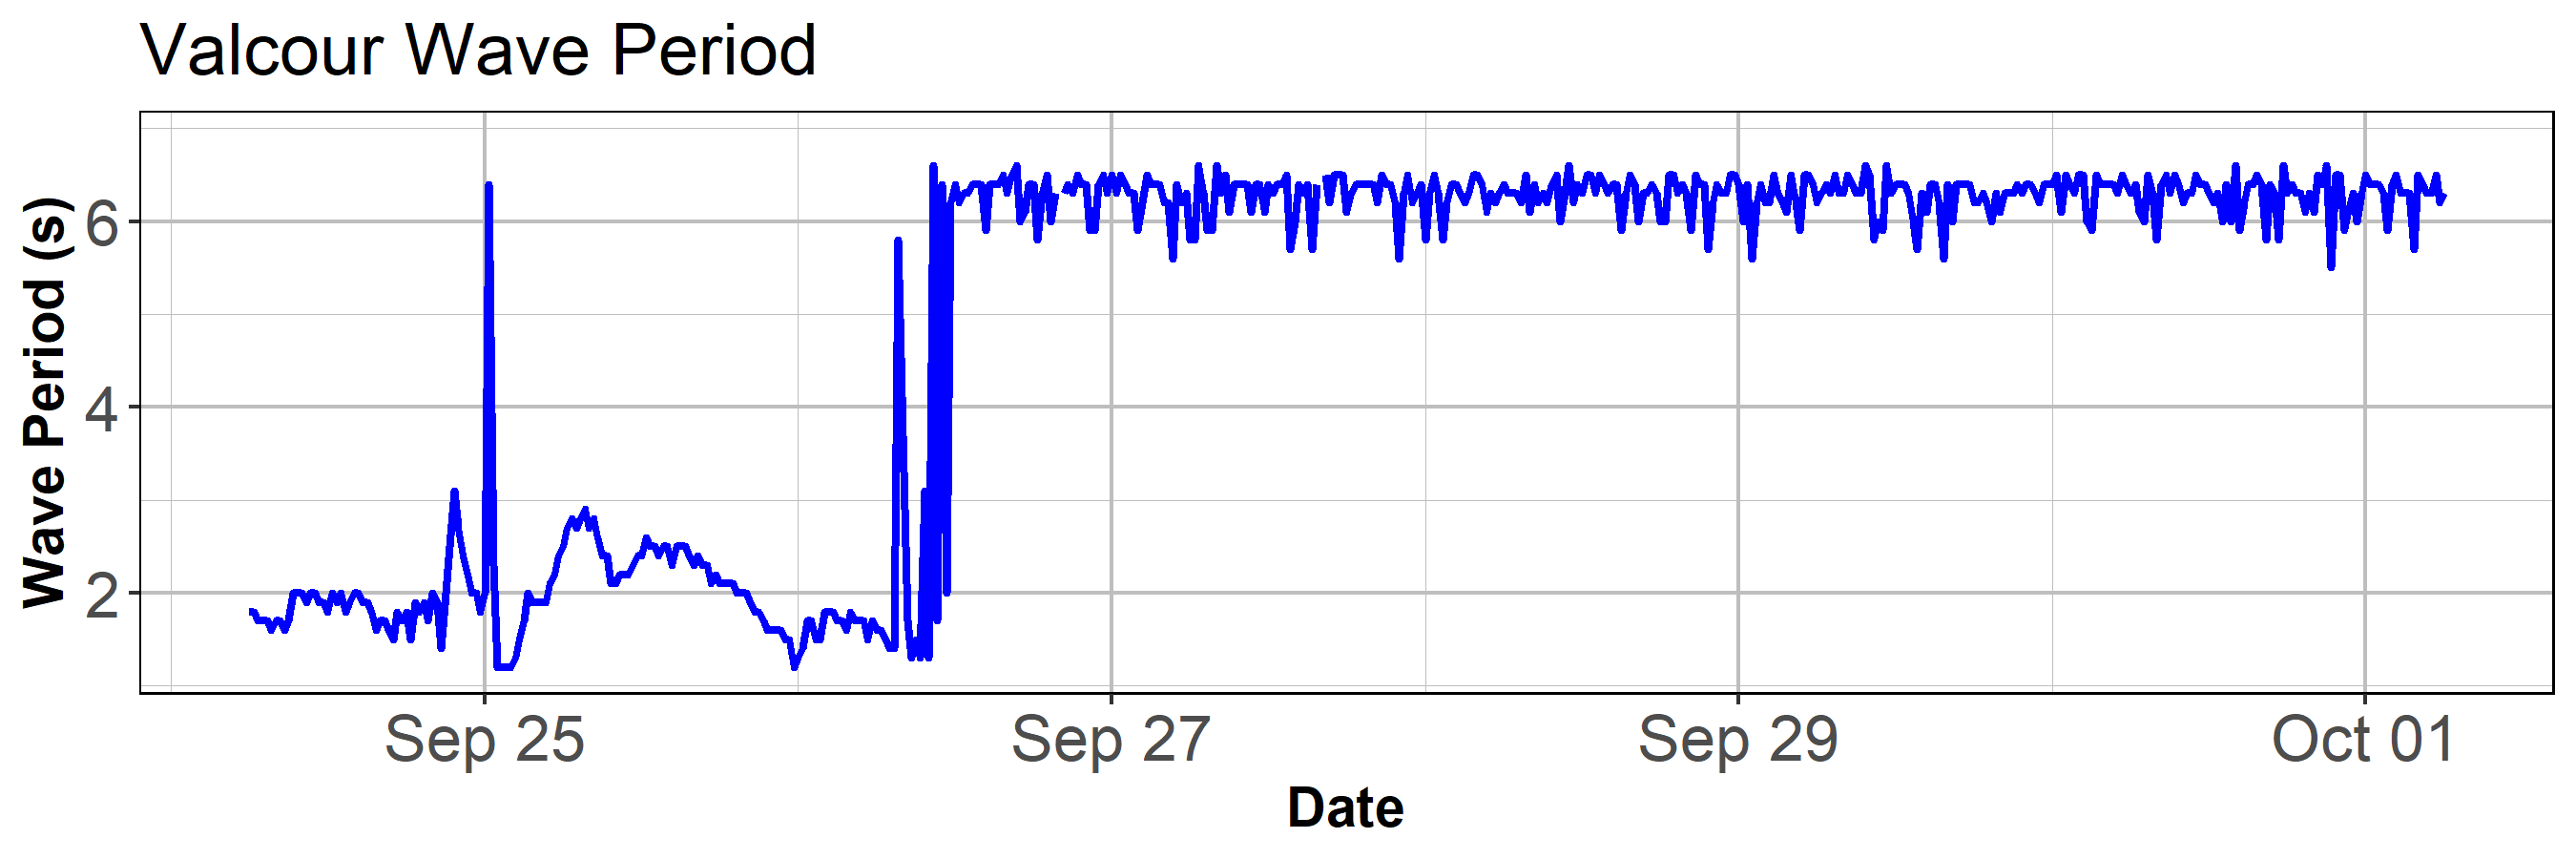 Valcour Wave Period
Wave Period (s)
6
4
2
Sep 25 Sep 27 Sep 29 Oct 01
Date